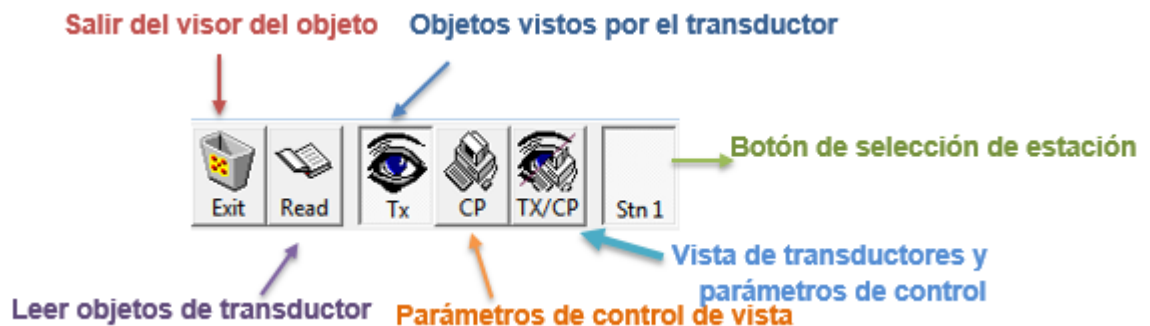 Salir del visor del objeto
Objetos vistos por el transductor
Botón de selección de estación
Exit
Read
Tx
CP
TX/CP
Stn 1
Vista de transductores y
parámetros de control
Leer objetos de transductor
Parámetros de control de vista